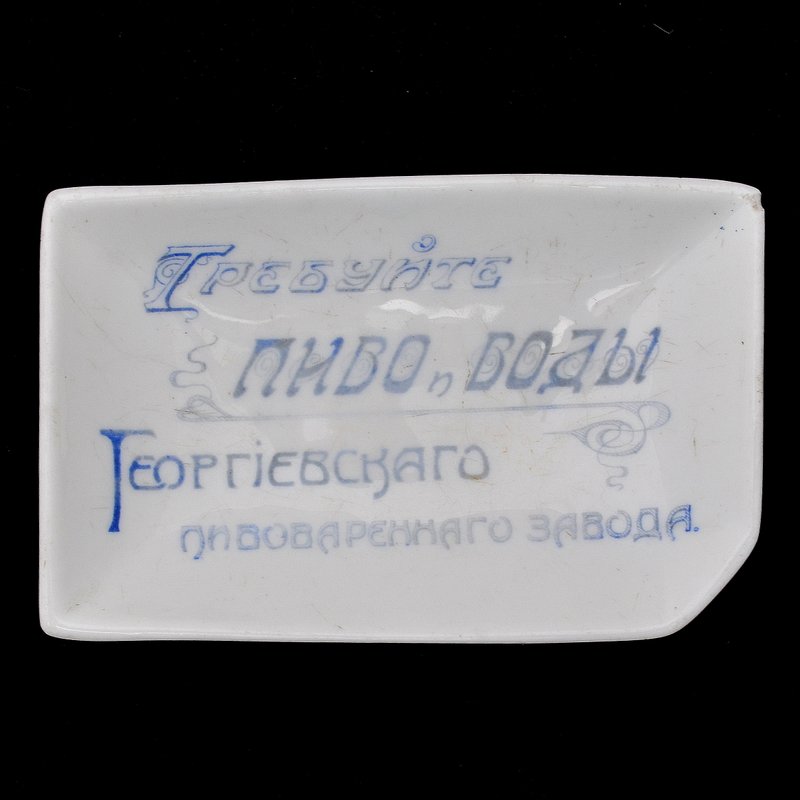 Требуйте
пиво и воды
Георгіевскаго
пивовареннаго завода.